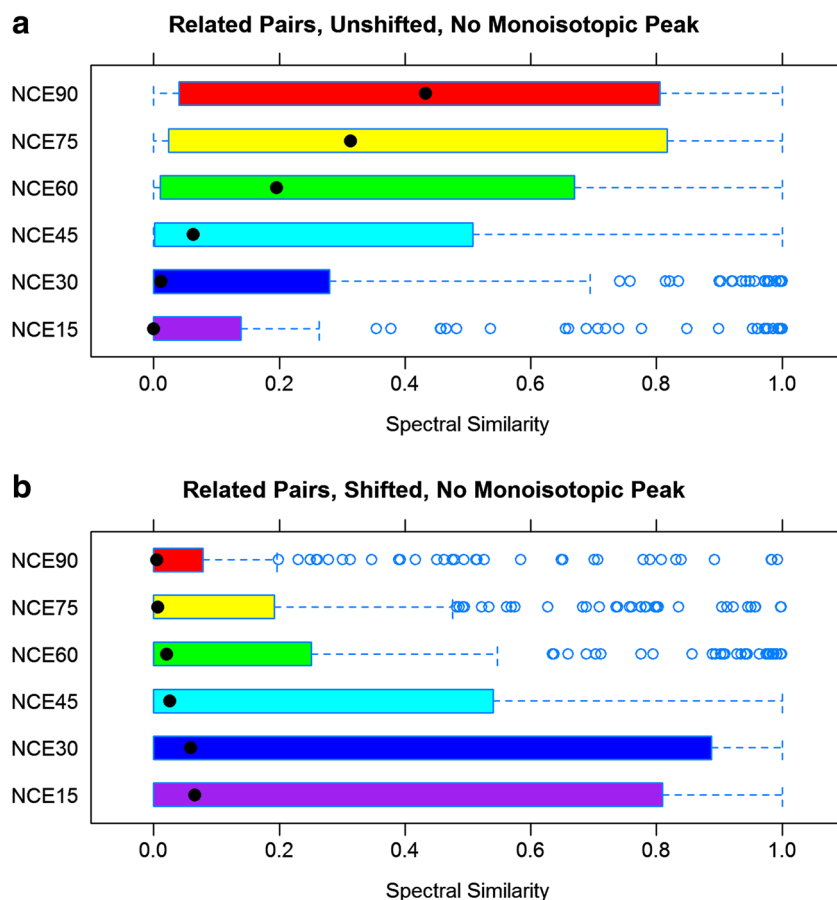 a
Related Pairs, Unshifted, No Monoisotopic Peak
NCE90
NCE75
NCE60
NCE45
NCE30
NCE15
0.0 0.2 0.4 0.6 0.8 1.0
Spectral Similarity
b
Related Pairs, Shifted, No Monoisotopic Peak
NCE90
NCE75
NCE60
NCE45
NCE30
NCE15
0.0 0.2 0.4 0.6 0.8 1.0
Spectral Similarity